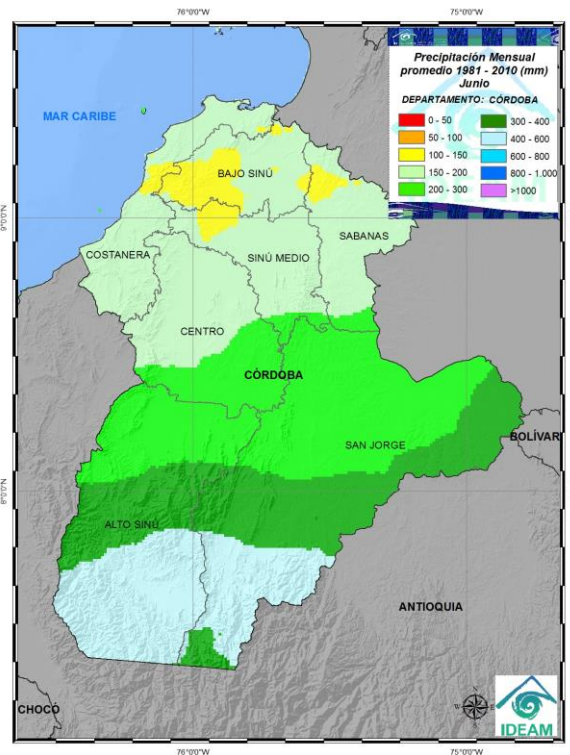 76°0'0"W
75°0'0"W
Precipitación Mensual
promedio 1981 - 2010 (mm)
Junio
DEPARTAMENTO: CÓRDOBA
0 - 50
300 - 400
50 - 100
400 - 600
100 - 150
600 - 800
150 - 200
800 - 1.000
200 - 300
>1000
IDEAM
MAR CARIBE
BAJO SINÚ
9°0'0"N
SABANAS
COSTANERA
SINÚ MEDIO
CENTRO
CÓRDOBA
BOLÍVAR
SAN JORGE
8°0'0"N
ALTO SINÚ
ANTIOQUIA
CHOCÓ
N
W
E
S
IDEAM
76°0'0"W
75°0'0"W